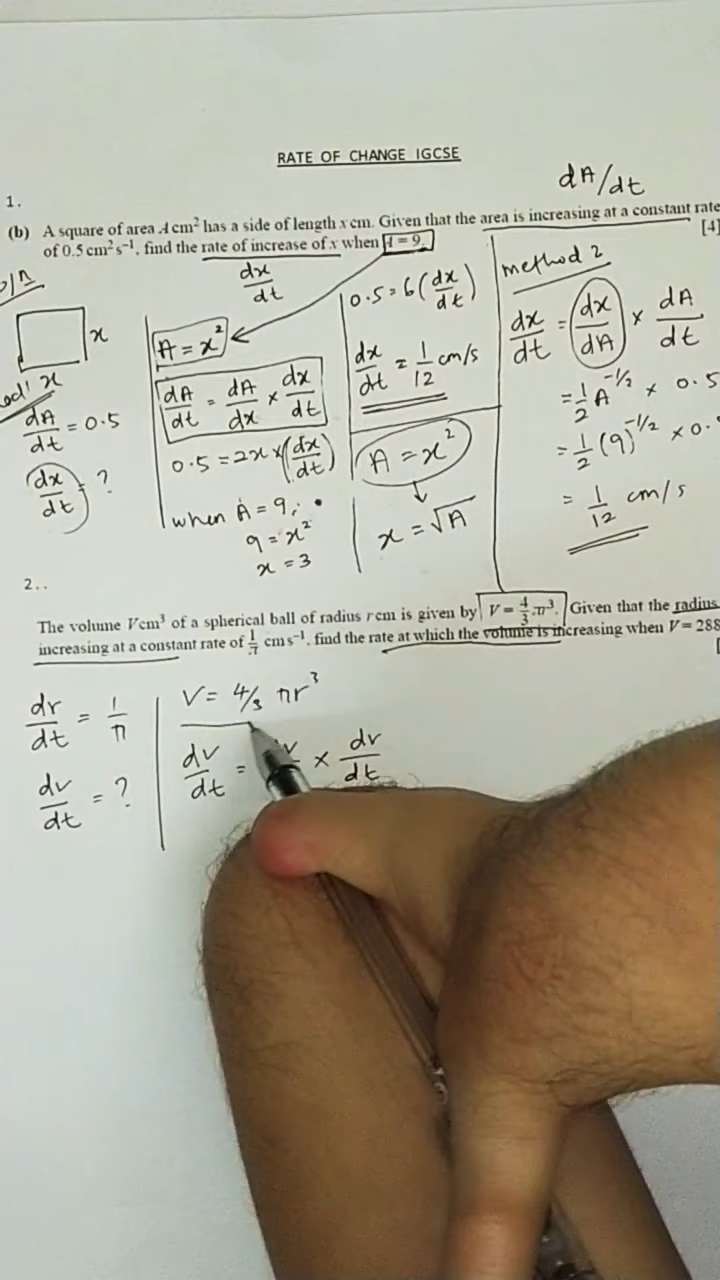 RATE OF CHANGE IGCSE
dA/dt
1.
(b) A square of area A cm² has a side of length x cm. Given that the area is increasing at a constant rate
of 0.5 cm² s⁻¹, find the rate of increase of x when A = 9.
[4]
dx/dt
x
x
dA/dt = 0.5
dx/dt = ?
A = x²
dA/dt = dA/dx × dx/dt
0.5 = 2x × (dx/dt)
when A = 9,
9 = x²
x = 3
0.5 = 6 (dx/dt)
dx/dt = 1/12 cm/s
A = x²
x = √A
method 2
dx/dt = dx/dA × dA/dt
= 1/2 A^-1/2 × 0.5
= 1/2 (9)^-1/2 × 0.
= 1/12 cm/s
2..
The volume V cm³ of a spherical ball of radius r cm is given by V = 4/3 πr³. Given that the radius
increasing at a constant rate of 1/π cm s⁻¹, find the rate at which the volume is increasing when V = 288
dr/dt = 1/π
dv/dt = ?
V = 4/3 πr³
dv/dt = × dr/dt